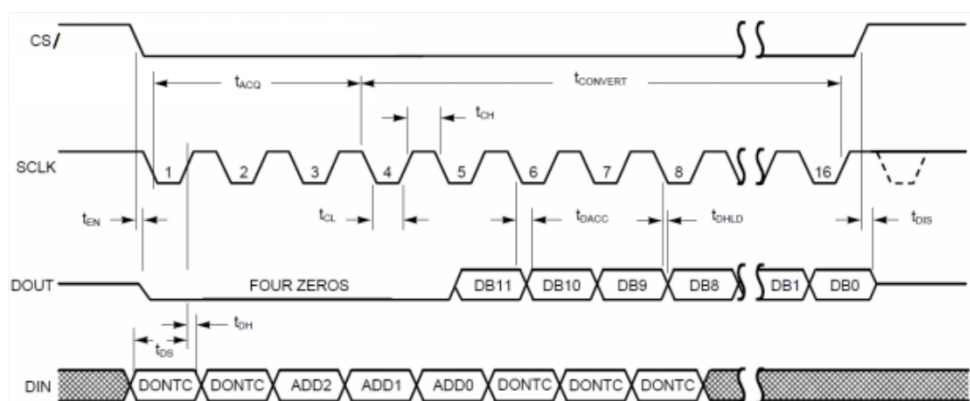 CS/
tACQ tCONVERT
tCH
SCLK 1 2 3 4 5 6 7 8 16
tEN tCL tDACC tDHLD tDIS
DOUT FOUR ZEROS DB11 DB10 DB9 DB8 DB1 DB0
tDH
tDS
DIN DONTC DONTC ADD2 ADD1 ADD0 DONTC DONTC DONTC